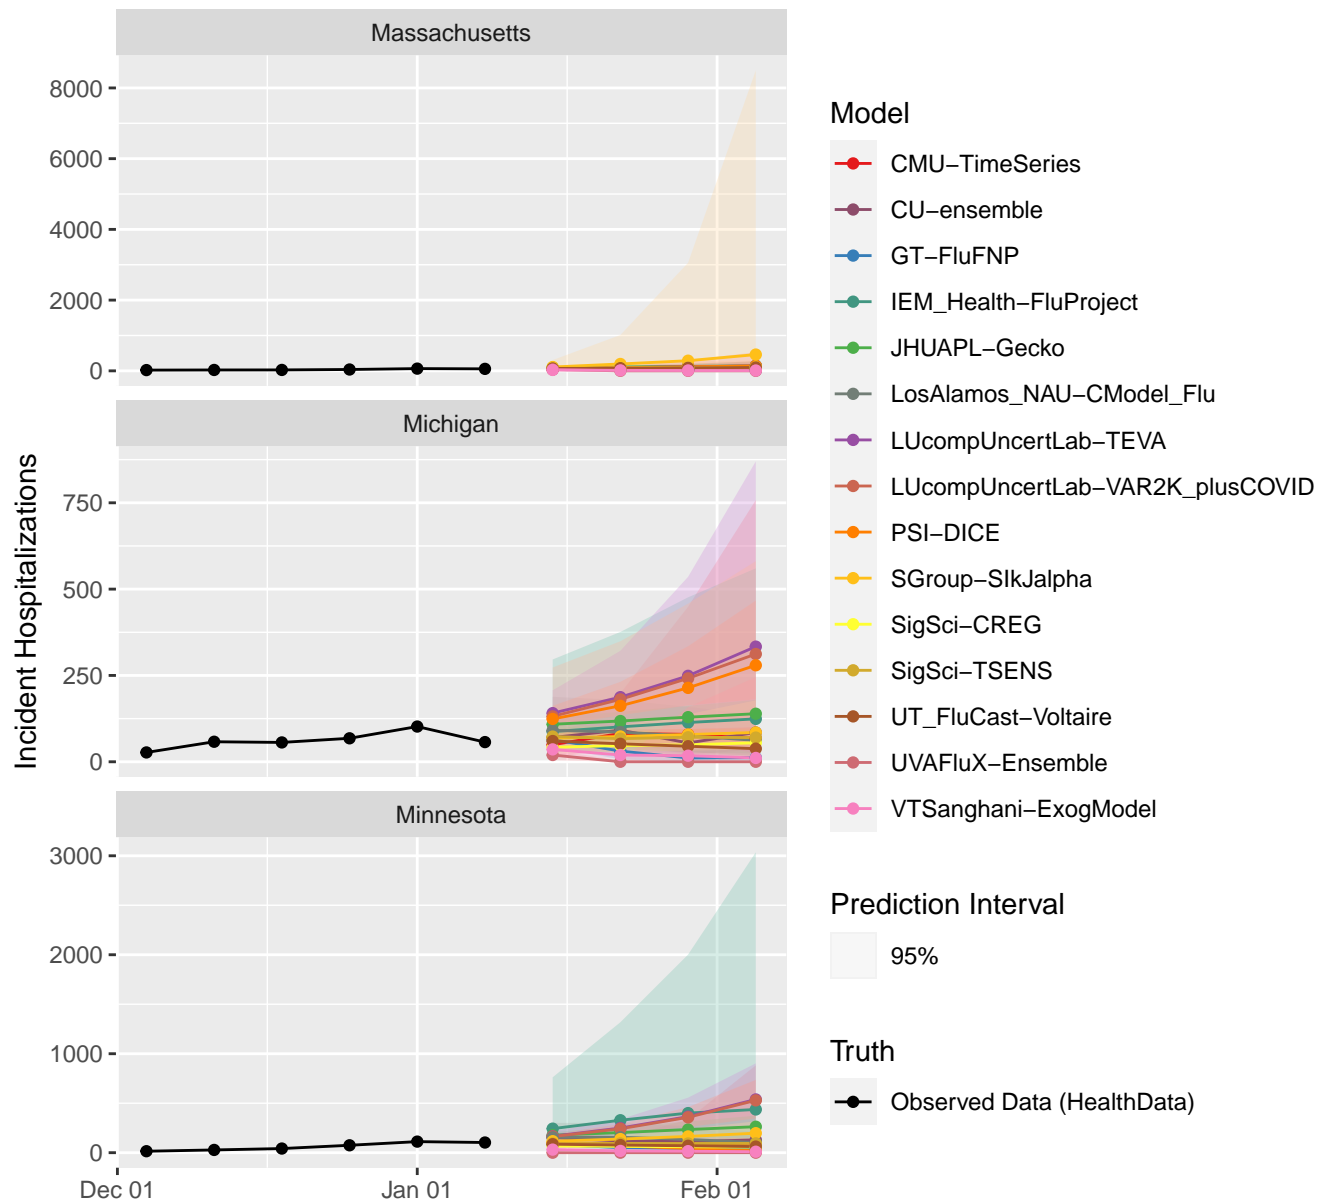 Massachusetts
8000
6000
4000
2000
0
Michigan
750
500
250
0
Minnesota
3000
2000
1000
0
Dec 01
Jan 01
Feb 01
Incident Hospitalizations
Model
CMU−TimeSeries
CU−ensemble
GT−FluFNP
IEM_Health−FluProject
JHUAPL−Gecko
LosAlamos_NAU−CModel_Flu
LUcompUncertLab−TEVA
LUcompUncertLab−VAR2K_plusCOVID
PSI−DICE
SGroup−SIkJalpha
SigSci−CREG
SigSci−TSENS
UT_FluCast−Voltaire
UVAFluX−Ensemble
VTSanghani−ExogModel
Prediction Interval
95%
Truth
Observed Data (HealthData)